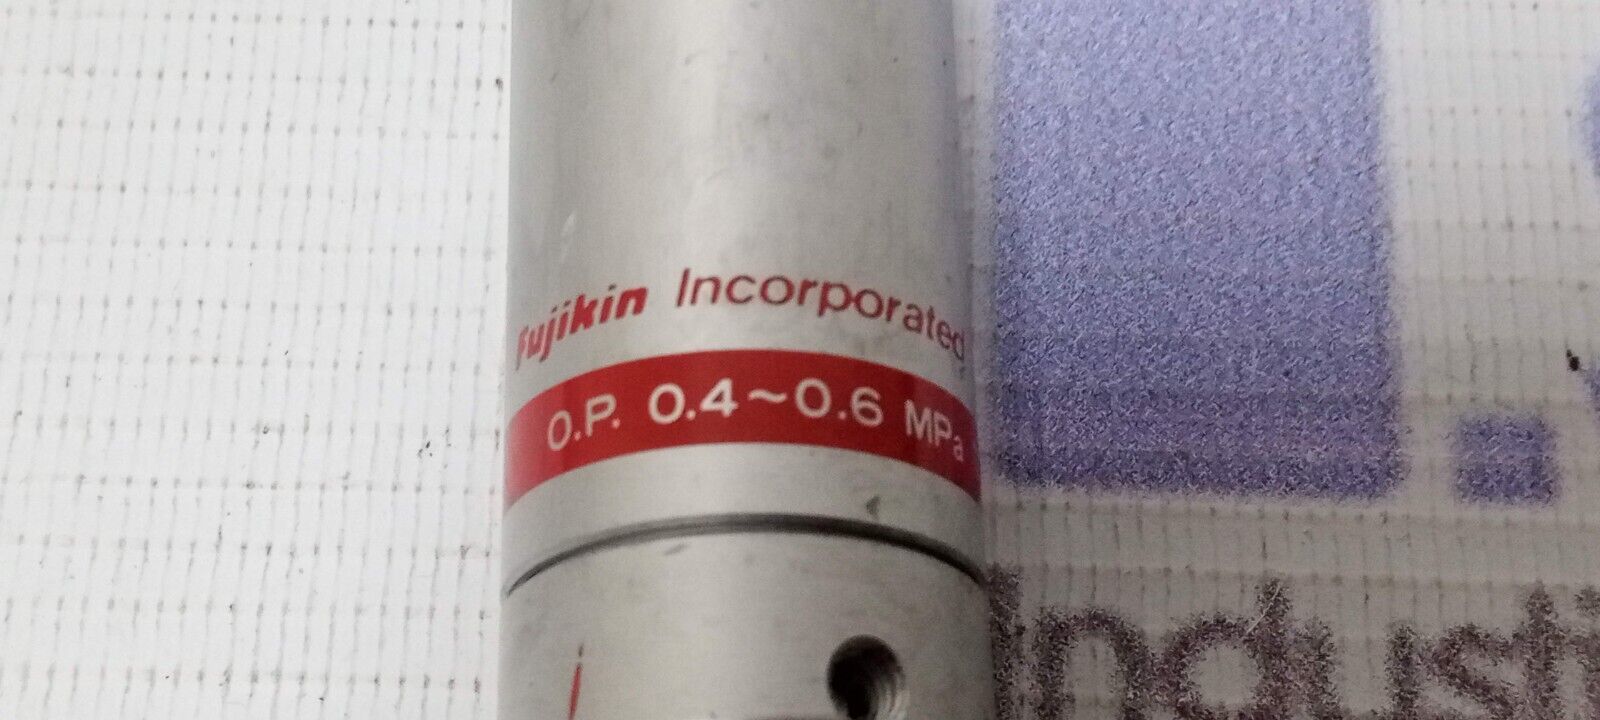 Fujikin Incorporated
O.P. 0.4~0.6 MPa